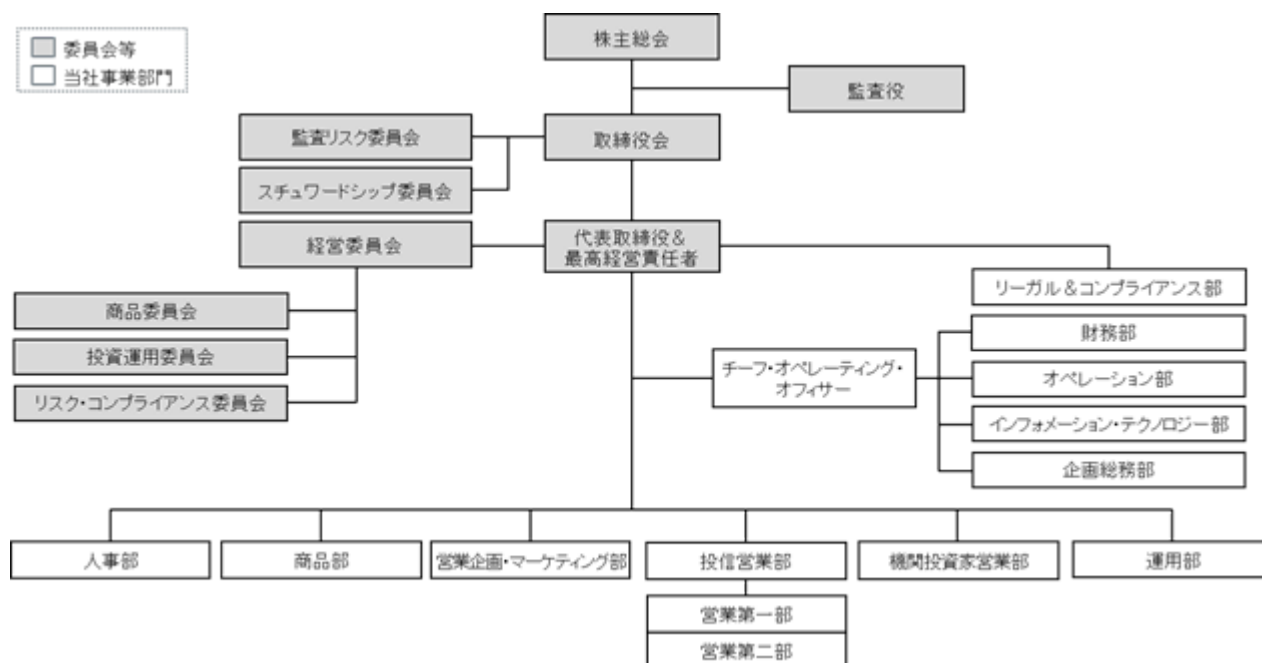 委員会等
当社事業部門
株主総会
監査役
監査リスク委員会
取締役会
スチュワードシップ委員会
経営委員会
代表取締役&
最高経営責任者
リーガル&コンプライアンス部
商品委員会
財務部
投資運用委員会
チーフ・オペレーティング・
オフィサー
オペレーション部
リスク・コンプライアンス委員会
インフォメーション・テクノロジー部
企画総務部
人事部
商品部
営業企画・マーケティング部
投信営業部
機関投資家営業部
運用部
営業第一部
営業第二部